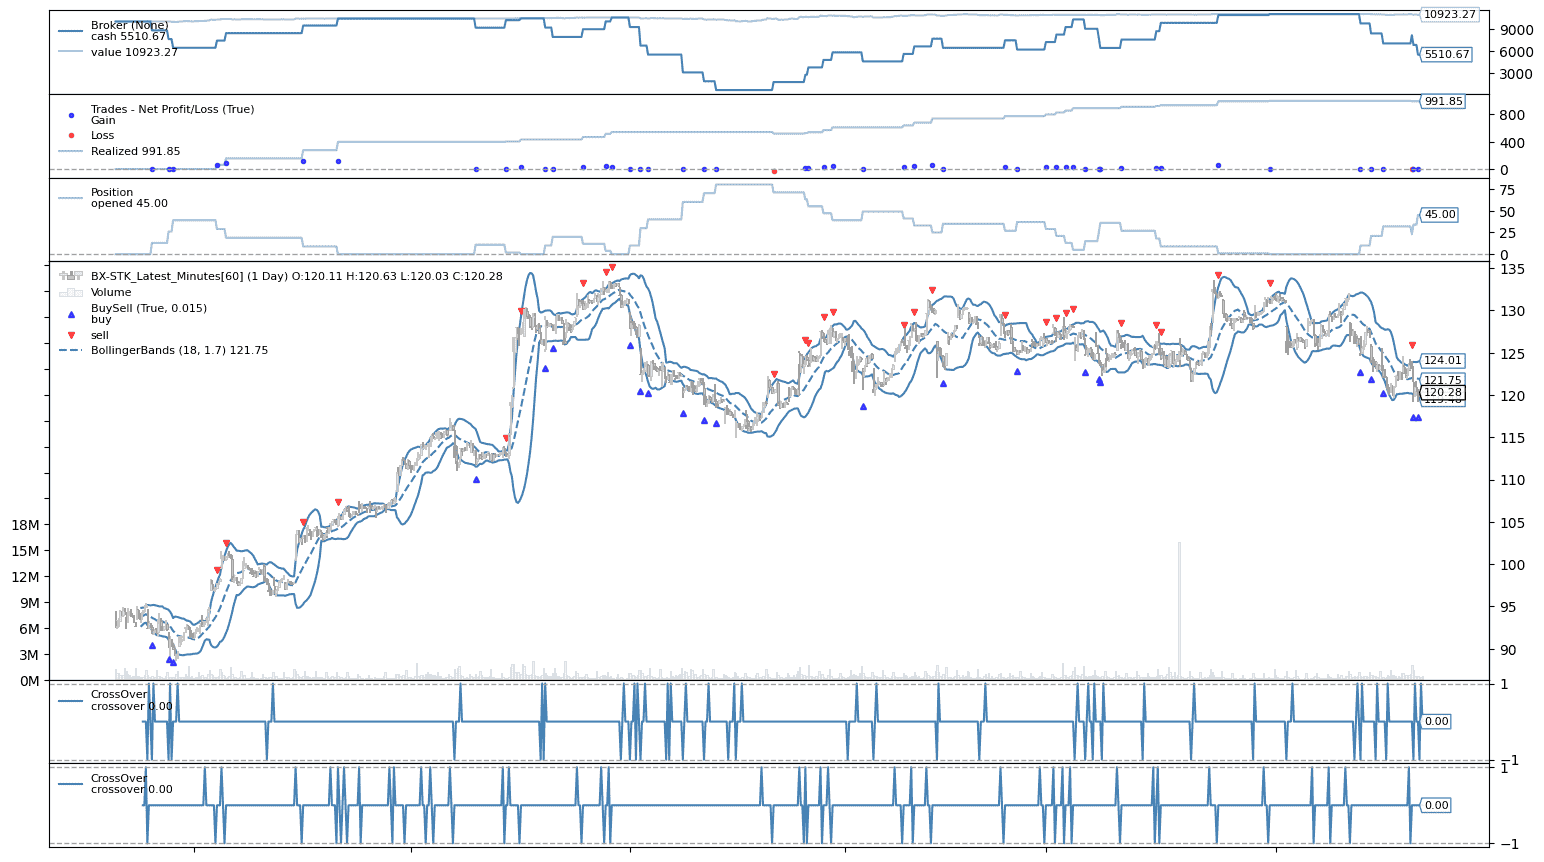 Broker (None)
cash 5510.67
value 10923.27
10923.27
9000
6000
5510.67
3000
Trades - Net Profit/Loss (True)
Gain
Loss
Realized 991.85
991.85
800
400
0
Position
opened 45.00
75
50
45.00
25
0
BX-STK_Latest_Minutes[60] (1 Day) O:120.11 H:120.63 L:120.03 C:120.28
Volume
BuySell (True, 0.015)
buy
sell
BollingerBands (18, 1.7) 121.75
135
130
125
124.01
121.75
120.28
120
115
110
105
100
95
90
18M
15M
12M
9M
6M
3M
0M
CrossOver
crossover 0.00
1
0.00
−1
CrossOver
crossover 0.00
1
0.00
−1